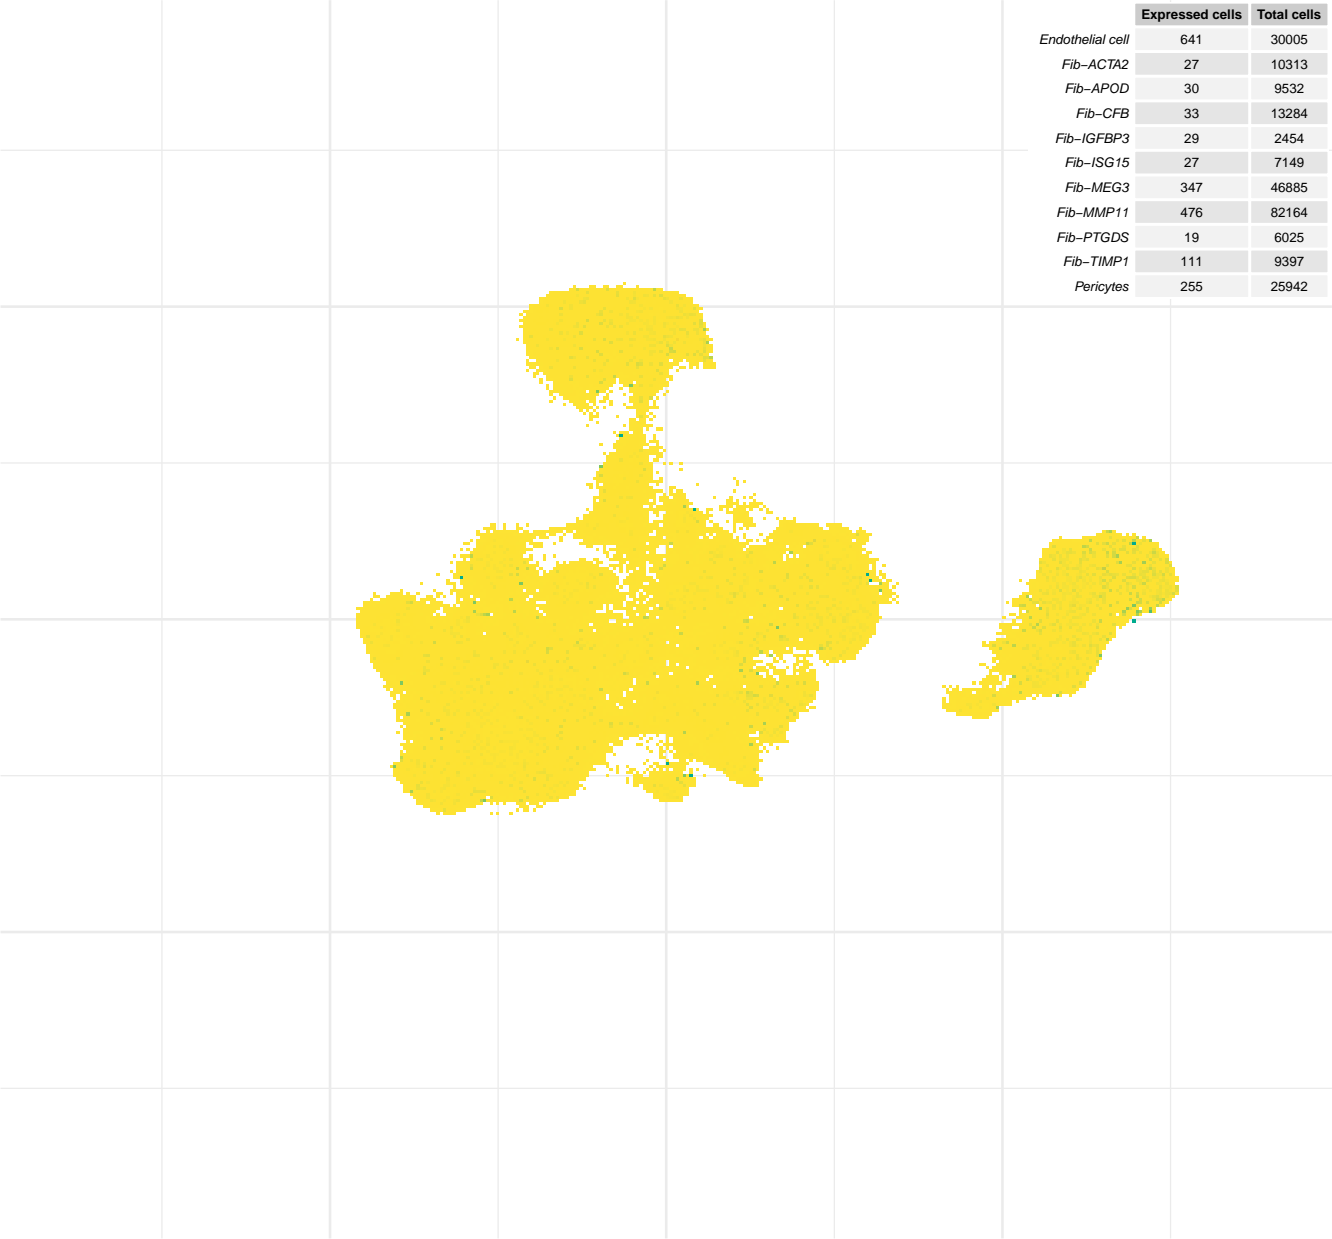 Expressed cells Total cells
Endothelial cell 641 30005
Fib−ACTA2 27 10313
Fib−APOD 30 9532
Fib−CFB 33 13284
Fib−IGFBP3 29 2454
Fib−ISG15 27 7149
Fib−MEG3 347 46885
Fib−MMP11 476 82164
Fib−PTGDS 19 6025
Fib−TIMP1 111 9397
Pericytes 255 25942